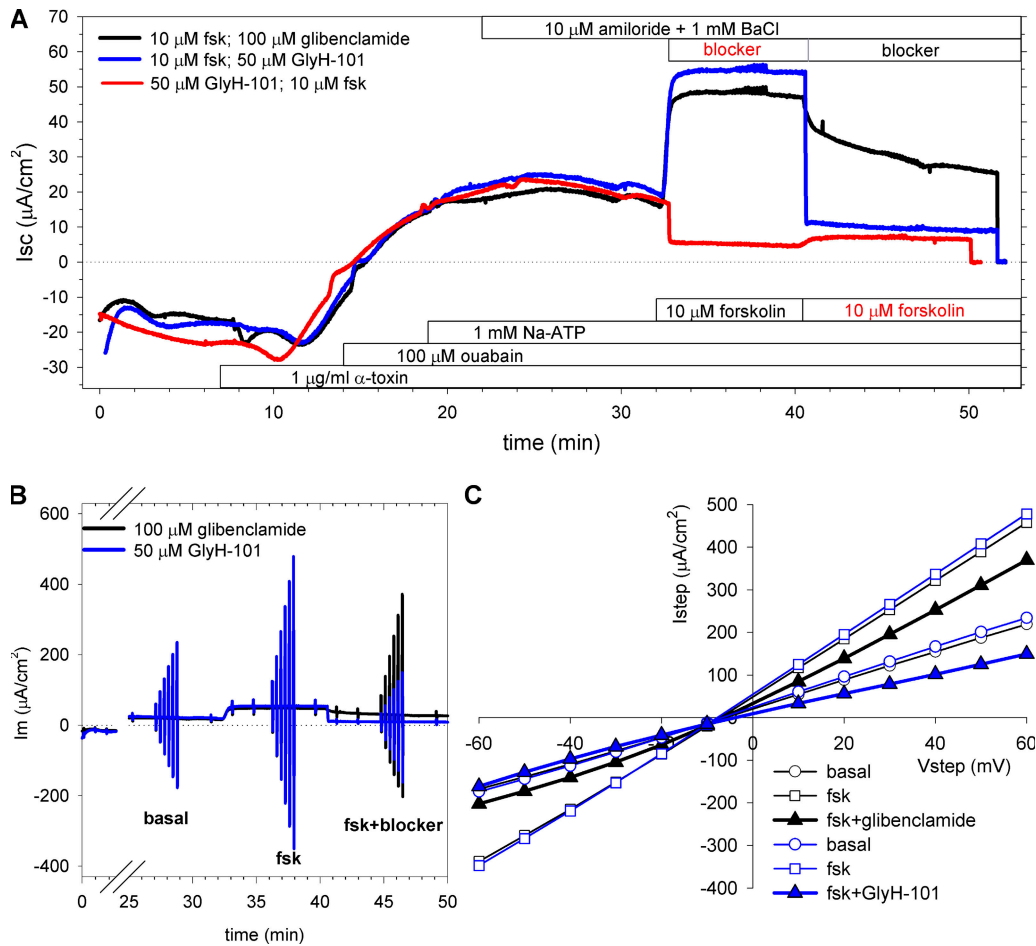 A
10 µM fsk; 100 µM glibenclamide
10 µM fsk; 50 µM GlyH-101
50 µM GlyH-101; 10 µM fsk
10 µM amiloride + 1 mM BaCl
blocker
blocker
70
60
50
40
30
20
10
0
-10
-20
-30
Isc (µA/cm²)
10 µM forskolin
10 µM forskolin
1 mM Na-ATP
100 µM ouabain
1 µg/ml α-toxin
0
10
20
30
40
50
time (min)
B
100 µM glibenclamide
50 µM GlyH-101
600
400
200
0
-200
-400
Im (µA/cm²)
basal
fsk
fsk+blocker
0
25
30
35
40
45
50
time (min)
C
500
400
300
200
100
Istep (µA/cm²)
-60
-40
-20
0
20
40
60
Vstep (mV)
-100
-200
-300
-400
basal
fsk
fsk+glibenclamide
basal
fsk
fsk+GlyH-101